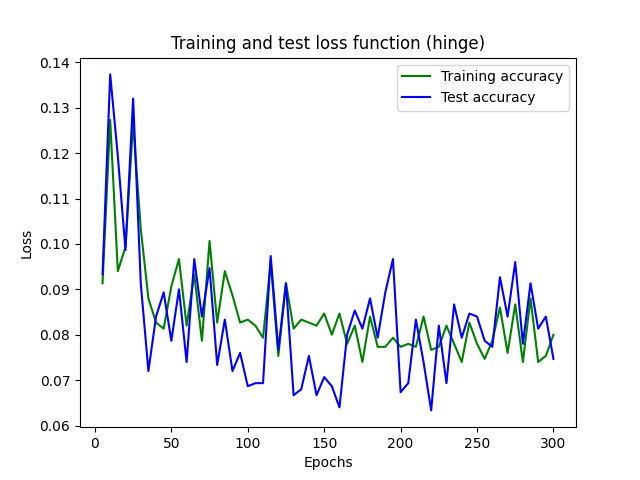 Training and test loss function (hinge)
Training accuracy
Test accuracy
0.14
0.13
0.12
0.11
0.10
0.09
0.08
0.07
0.06
Loss
0 50 100 150 200 250 300
Epochs